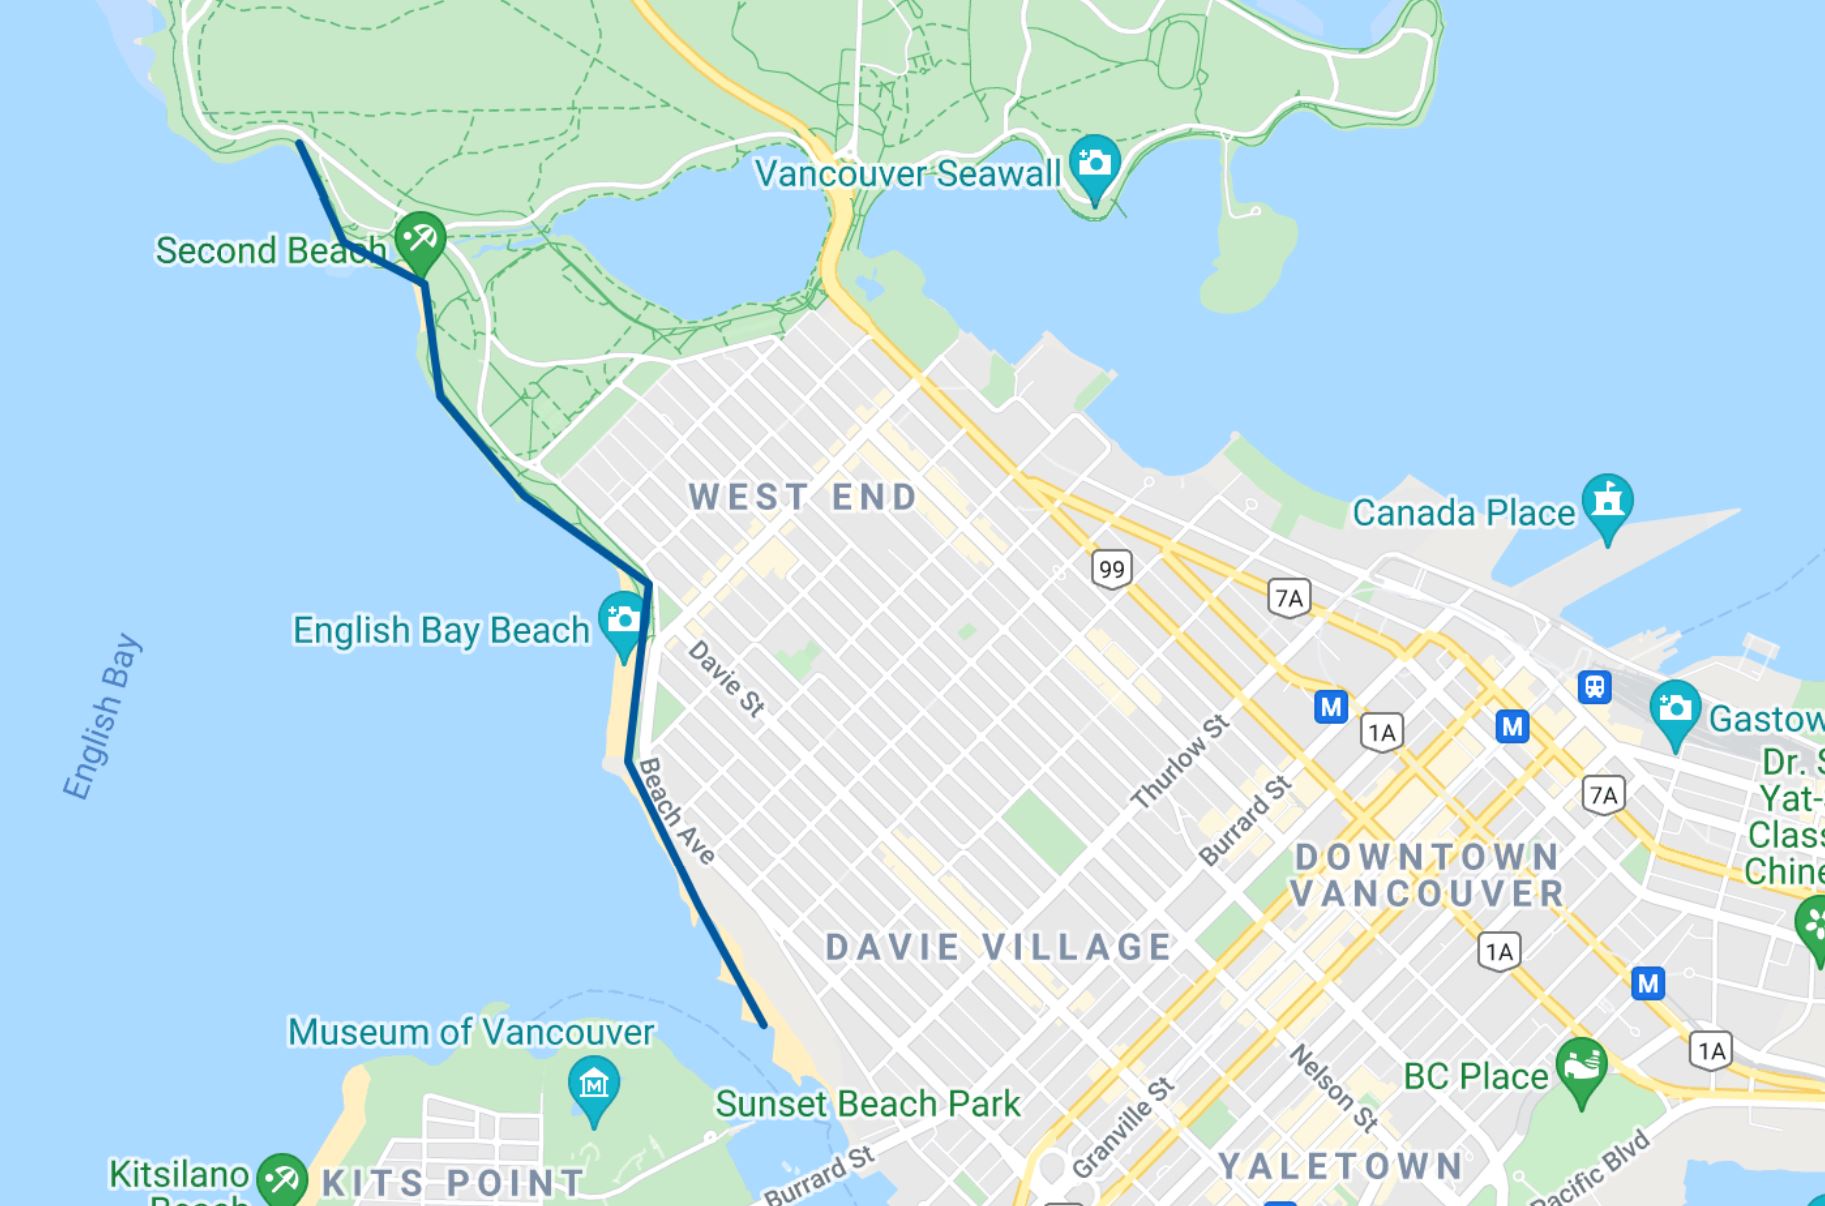 Vancouver Seawall
Second Beach
WEST END
Canada Place
99
7A
English Bay Beach
English Bay
Davie St
M
1A
M
Gastow
Thurlow St
Dr. S
Yat-
Class
Chine
7A
Beach Ave
Burrard St
DOWNTOWN
VANCOUVER
DAVIE VILLAGE
1A
M
Museum of Vancouver
M
1A
BC Place
Sunset Beach Park
Nelson St
Granville St
Kitsilano
Beach
KITS POINT
Burrard St
YALETOWN
Pacific Blvd